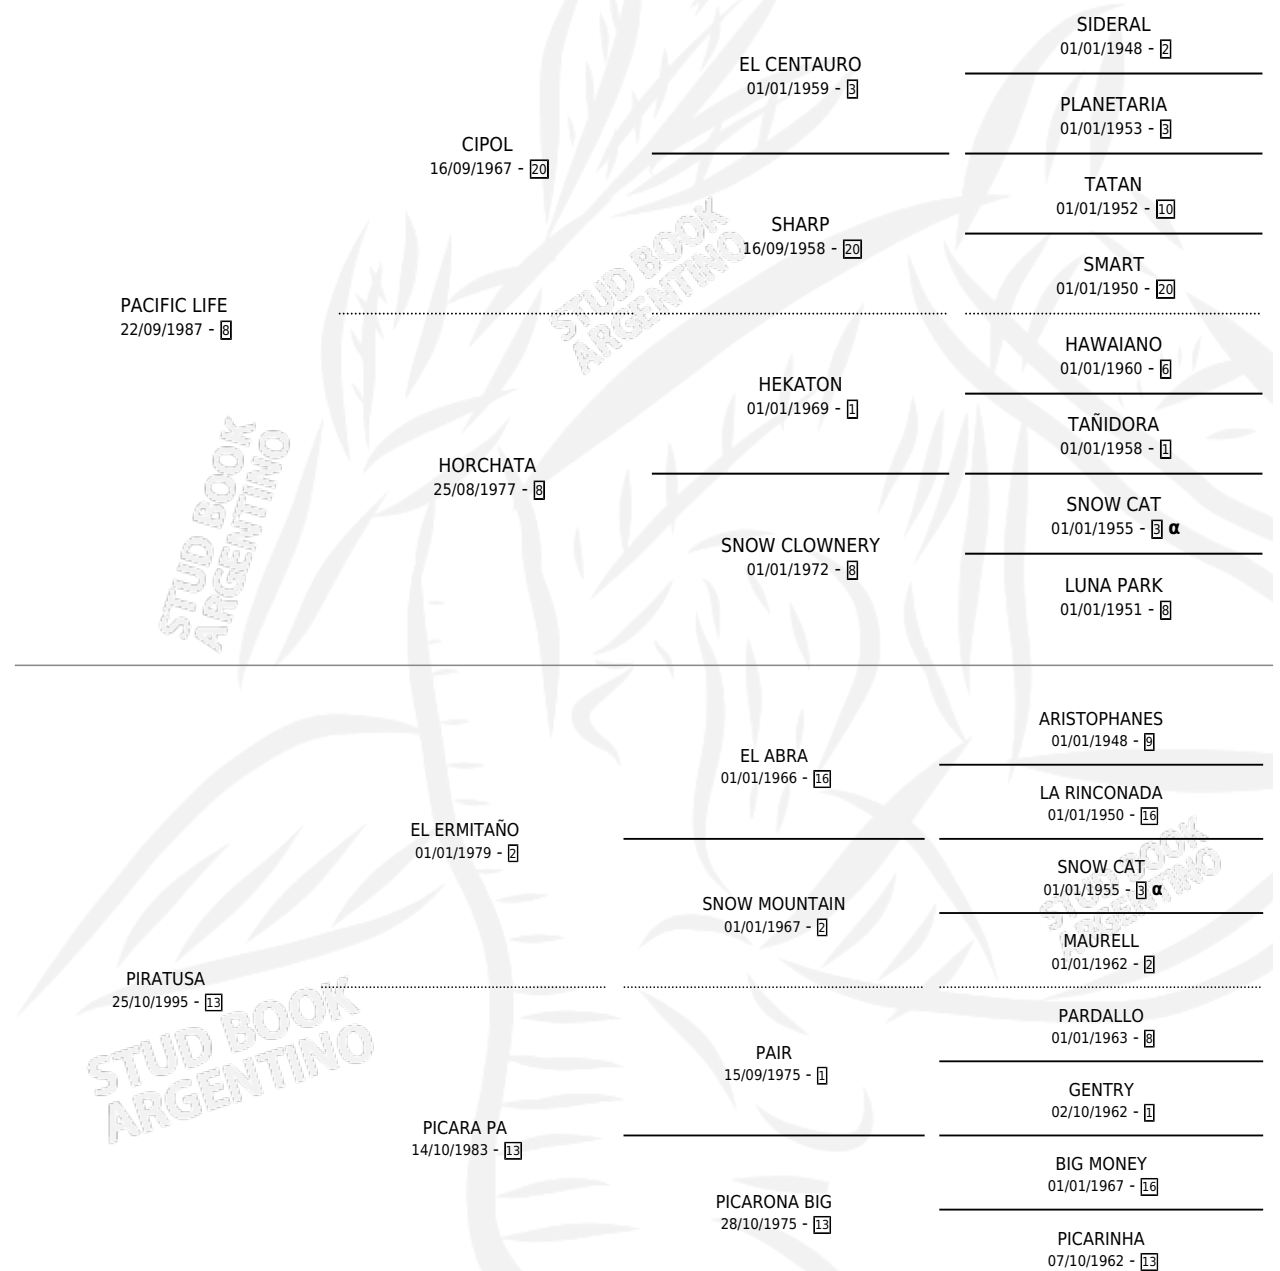 SIDERAL
01/01/1948 - 2
EL CENTAURO
01/01/1959 - 3
PLANETARIA
01/01/1953 - 3
CIPOL
16/09/1967 - 20
TATAN
01/01/1952 - 10
SHARP
16/09/1958 - 20
SMART
01/01/1950 - 20
STUD BOOK
ARGENTINO
PACIFIC LIFE
22/09/1987 - 8
HAWAIANO
01/01/1960 - 6
HEKATON
01/01/1969 - 1
TAÑIDORA
01/01/1958 - 1
HORCHATA
25/08/1977 - 8
SNOW CAT
01/01/1955 - 3 α
SNOW CLOWNERY
01/01/1972 - 8
LUNA PARK
01/01/1951 - 8
STUD BOOK
ARGENTINO
ARISTOPHANES
01/01/1948 - 9
EL ABRA
01/01/1966 - 16
LA RINCONADA
01/01/1950 - 16
EL ERMITAÑO
01/01/1979 - 2
SNOW CAT
01/01/1955 - 3 α
SNOW MOUNTAIN
01/01/1967 - 2
MAURELL
01/01/1962 - 2
STUD BOOK
ARGENTINO
PIRATUSA
25/10/1995 - 13
PARDALLO
01/01/1963 - 8
PAIR
15/09/1975 - 1
GENTRY
02/10/1962 - 1
STUD BOOK
ARGENTINO
PICARA PA
14/10/1983 - 13
BIG MONEY
01/01/1967 - 16
PICARONA BIG
28/10/1975 - 13
PICARINHA
07/10/1962 - 13